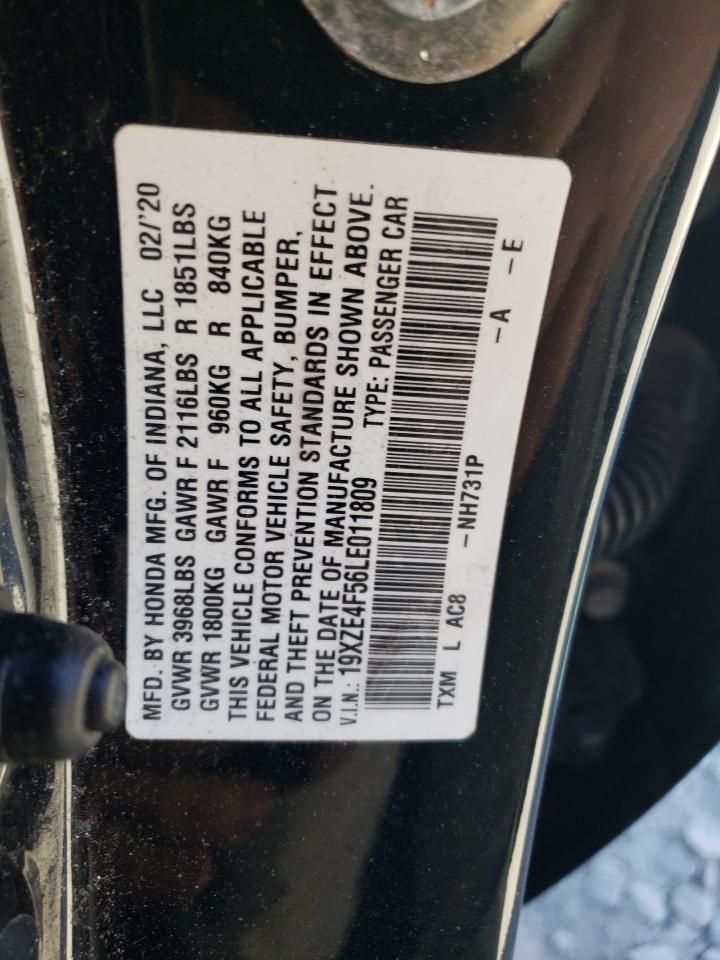 MFD. BY HONDA MFG. OF INDIANA, LLC 02/'20
GVWR 3968LBS GAWR F 2116LBS R 1851LBS
GVWR 1800KG GAWR F 960KG R 840KG
THIS VEHICLE CONFORMS TO ALL APPLICABLE
FEDERAL MOTOR VEHICLE SAFETY, BUMPER,
AND THEFT PREVENTION STANDARDS IN EFFECT
ON THE DATE OF MANUFACTURE SHOWN ABOVE.
V.I.N.: 19XZE4F56LE011809 TYPE: PASSENGER CAR
TXM L AC8 -NH731P -A -E